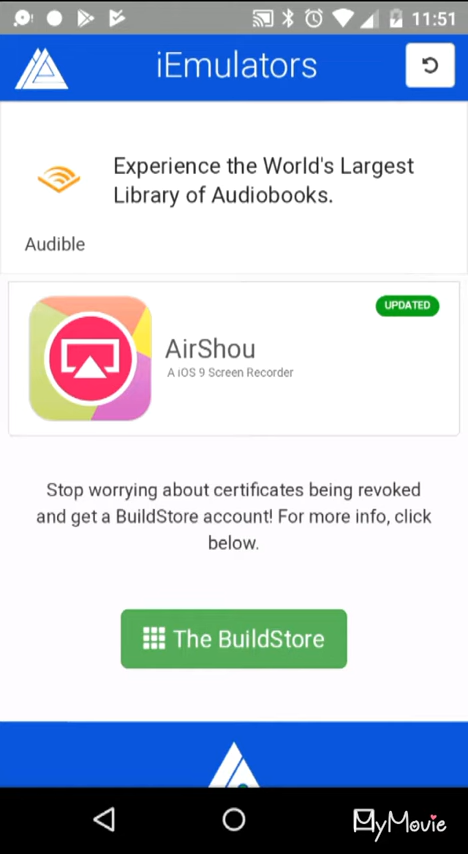 11:51
iEmulators
Experience the World's Largest
Library of Audiobooks.
Audible
UPDATED
AirShou
A iOS 9 Screen Recorder
Stop worrying about certificates being revoked
and get a BuildStore account! For more info, click
below.
The BuildStore
MyMovie